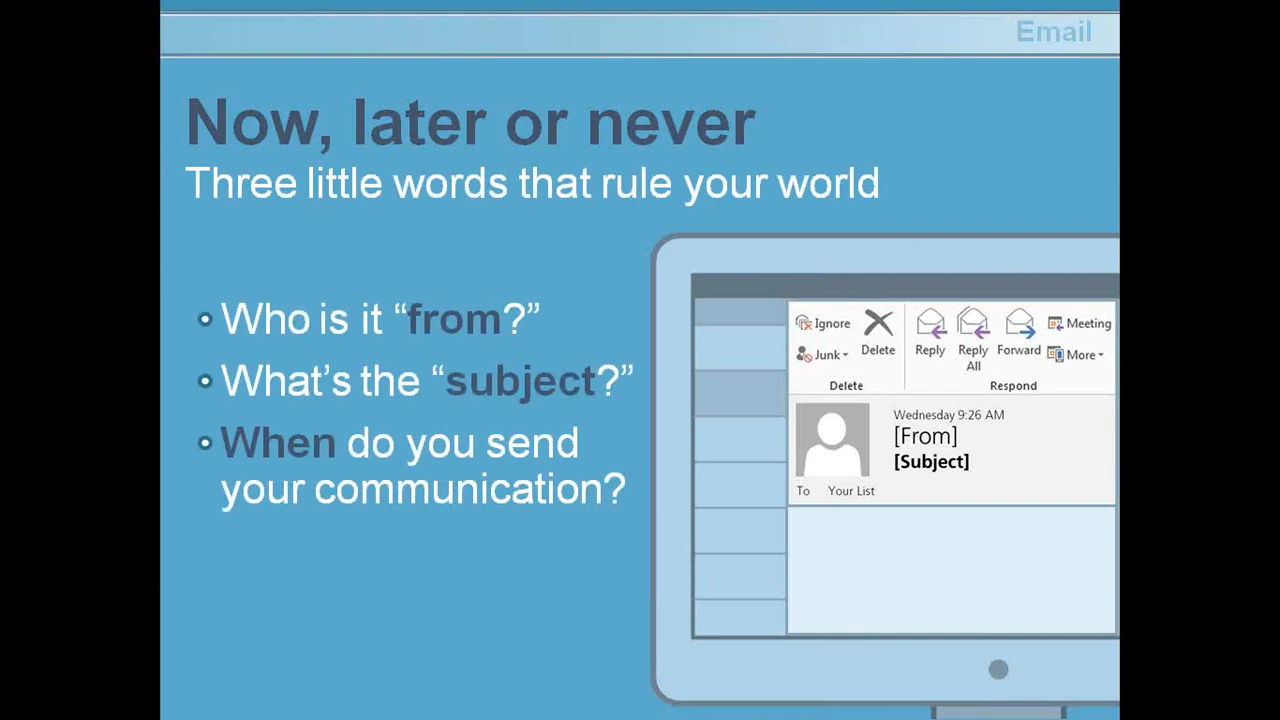 Email
Now, later or never
Three little words that rule your world
• Who is it “from?”
• What’s the “subject?”
• When do you send
your communication?
Ignore
Junk
Delete
Delete
Reply
Reply
All
Forward
Meeting
More
Respond
Wednesday 9:26 AM
[From]
[Subject]
To Your List